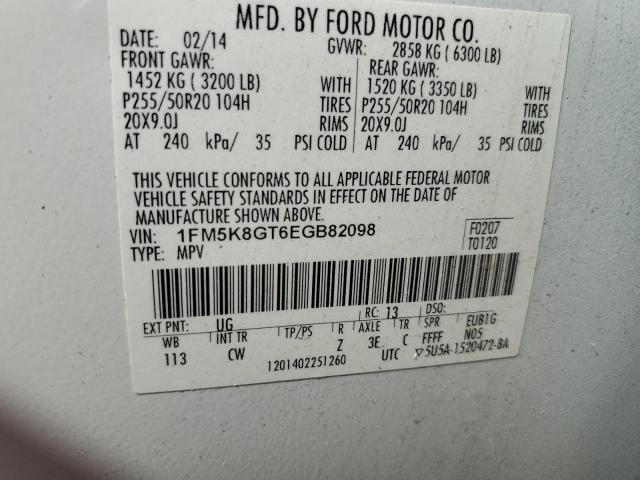 MFD. BY FORD MOTOR CO.
DATE: 02/14 GVWR: 2858 KG ( 6300 LB)
FRONT GAWR: REAR GAWR:
1452 KG ( 3200 LB) WITH 1520 KG ( 3350 LB) WITH
P255/50R20 104H TIRES P255/50R20 104H TIRES
20X9.0J RIMS 20X9.0J RIMS
AT 240 kPa/ 35 PSI COLD AT 240 kPa/ 35 PSI COLD
THIS VEHICLE CONFORMS TO ALL APPLICABLE FEDERAL MOTOR
VEHICLE SAFETY STANDARDS IN EFFECT ON THE DATE OF
MANUFACTURE SHOWN ABOVE.
VIN: 1FM5K8GT6EGB82098 F0207
TYPE: MPV T0120
EXT PNT: UG RC: 13 DSO:
WB INT TR TP/PS R AXLE TR SPR EUB1G
113 CW Z 3E C FFFF N05
1201402251260 UTC ▽5U5A-1520472-BA